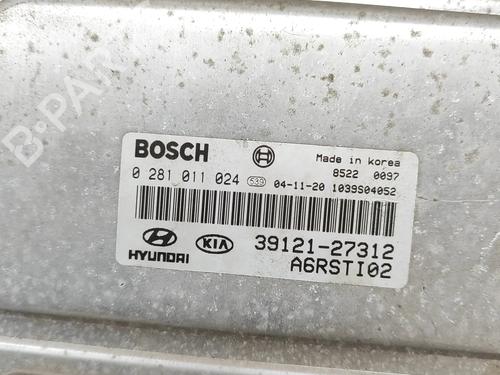 B-PARTS
BOSCH
Made in korea
8522 0097
0 281 011 024 539 04-11-20 1039S04052
HYUNDAI KIA 39121-27312
A6RSTI02